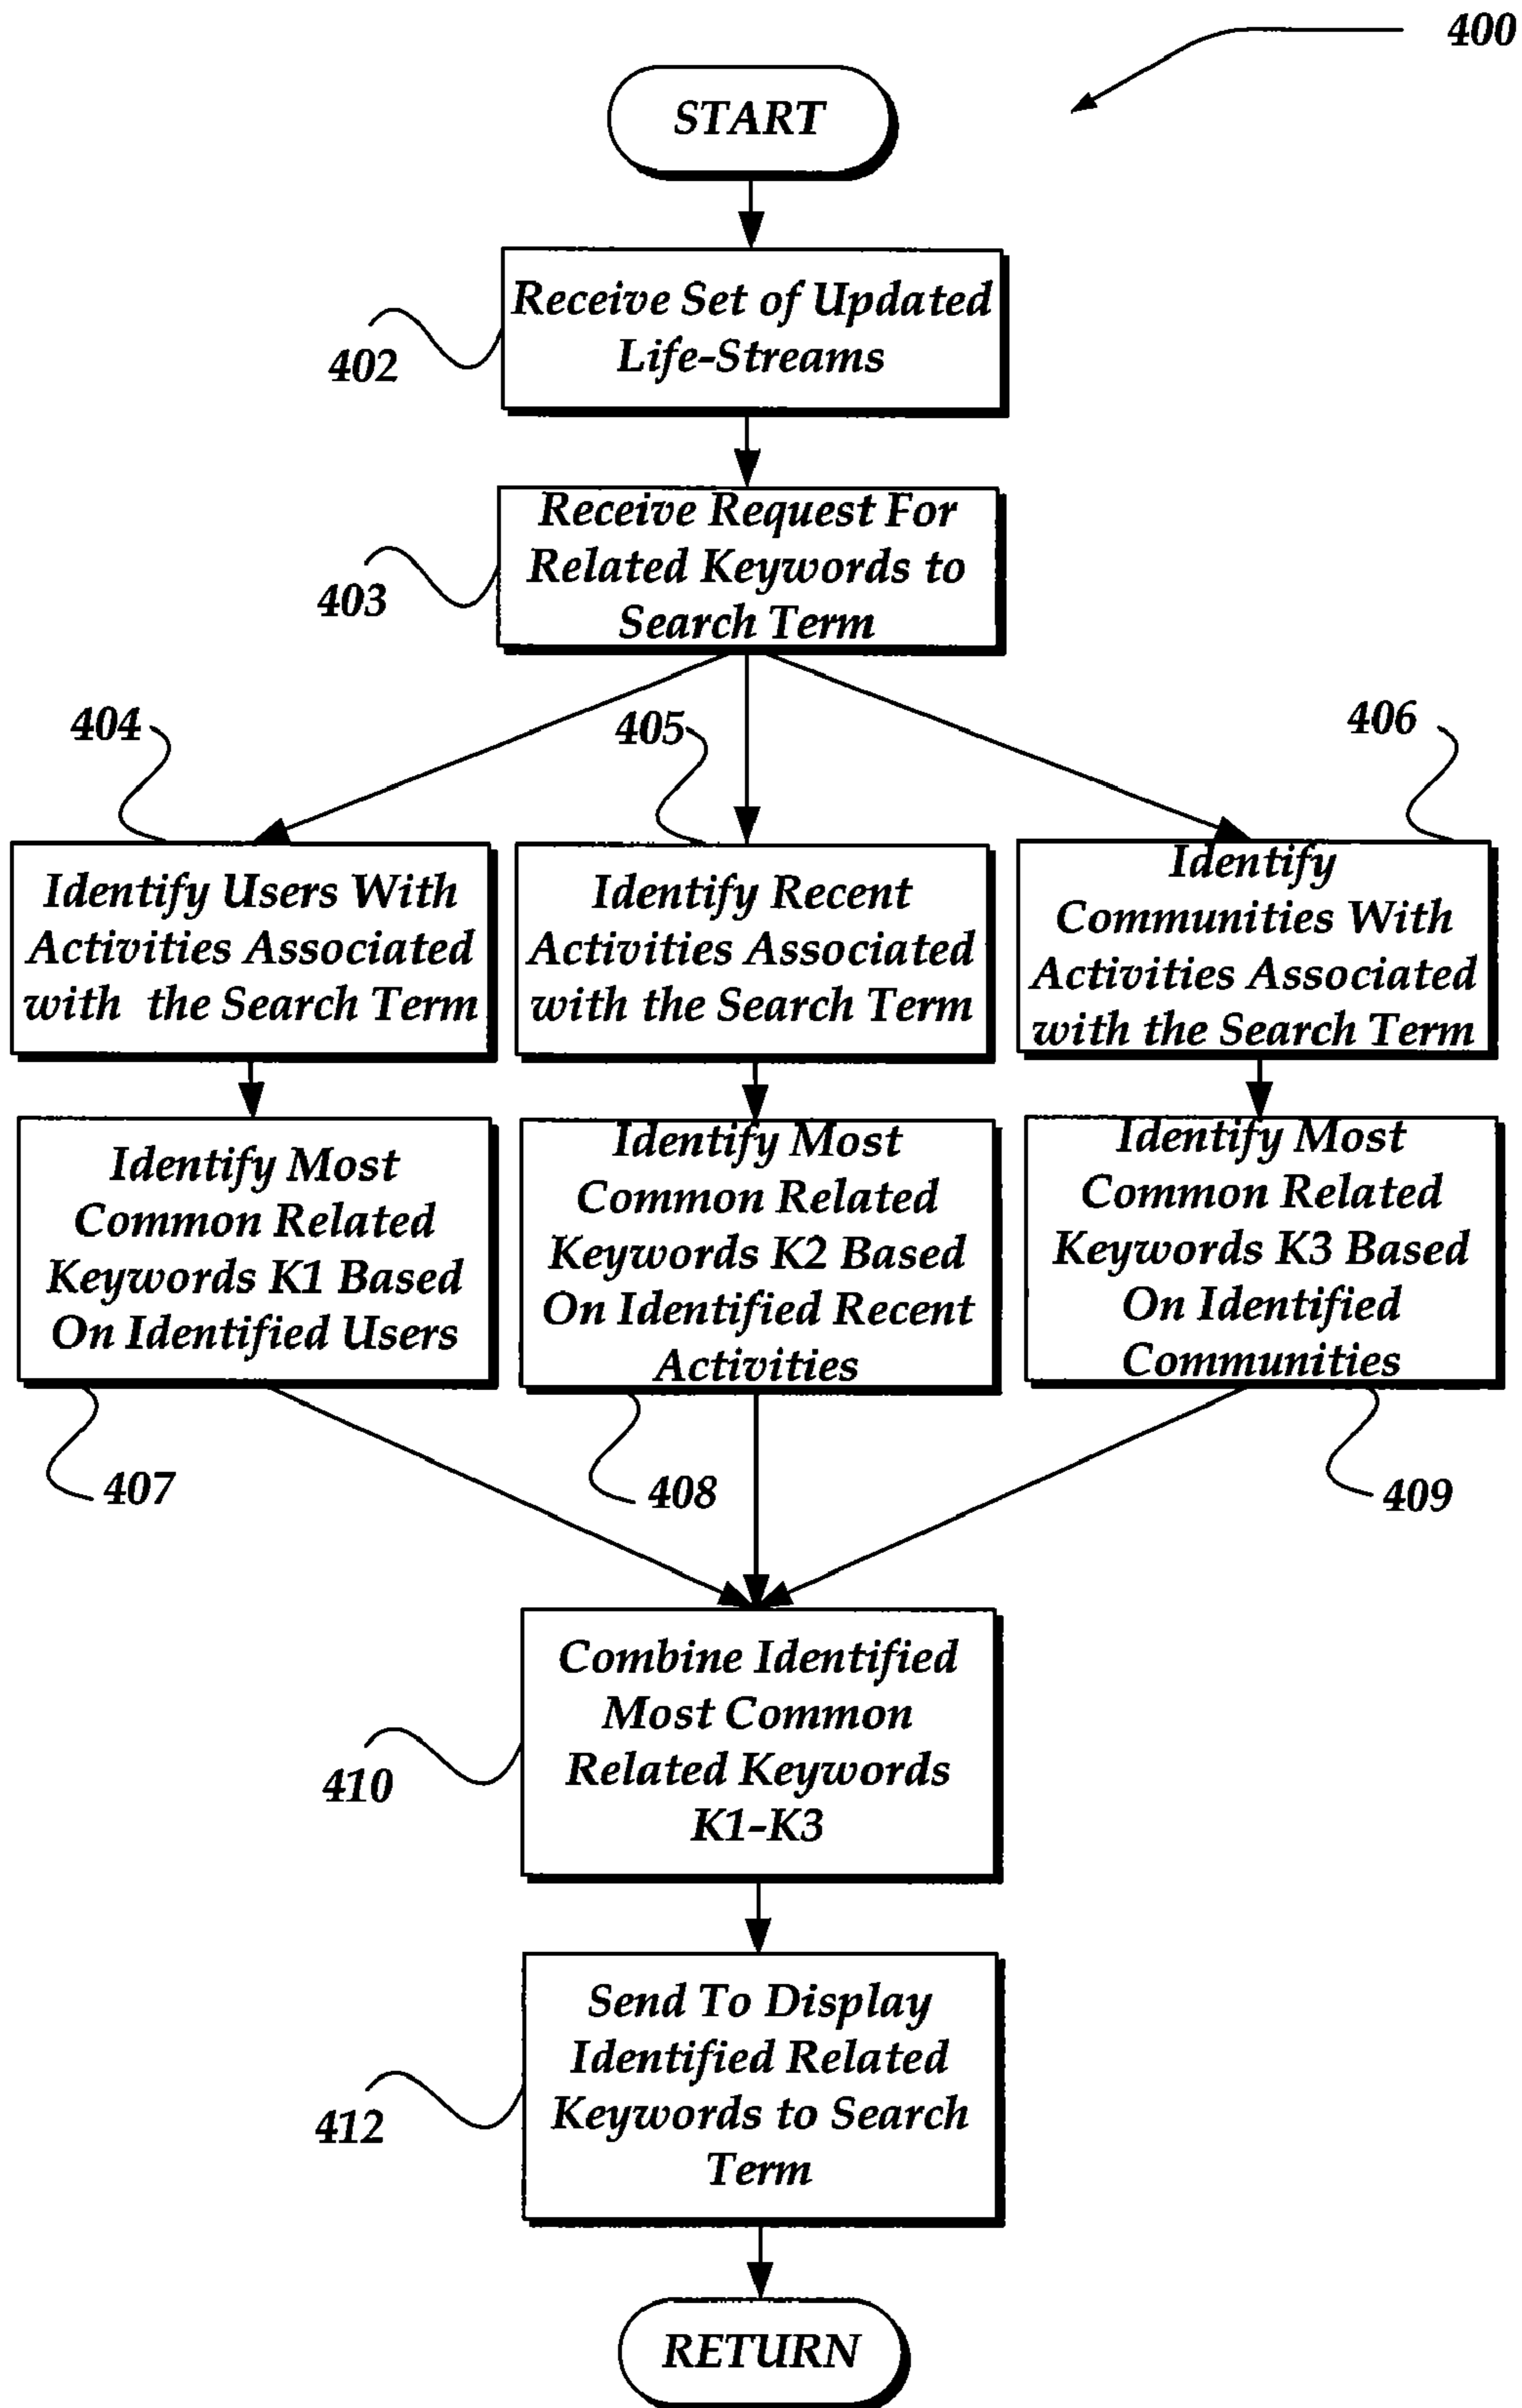 400
START
Receive Set of Updated
Life-Streams
402
Receive Request For
Related Keywords to
Search Term
403
404
405
406
Identify Users With
Activities Associated
with the Search Term
Identify Recent
Activities Associated
with the Search Term
Identify
Communities With
Activities Associated
with the Search Term
Identify Most
Common Related
Keywords K1 Based
On Identified Users
Identify Most
Common Related
Keywords K2 Based
On Identified Recent
Activities
Identify Most
Common Related
Keywords K3 Based
On Identified
Communities
407
408
409
Combine Identified
Most Common
Related Keywords
K1-K3
410
Send To Display
Identified Related
Keywords to Search
Term
412
RETURN